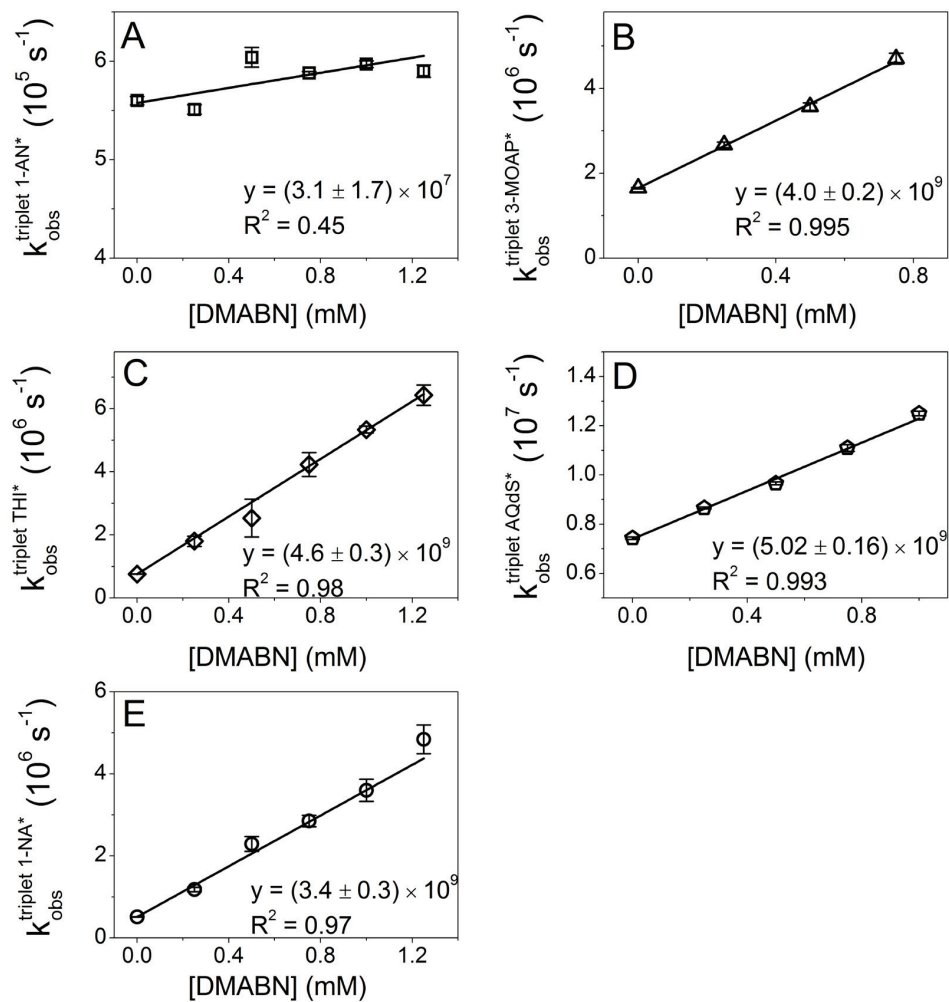 A
k_obs^triplet 1-AN* (10^5 s^-1)
6
5
4
y = (3.1 ± 1.7) × 10^7
R^2 = 0.45
0.0 0.4 0.8 1.2
[DMABN] (mM)
B
k_obs^triplet 3-MOAP* (10^6 s^-1)
4
2
0
y = (4.0 ± 0.2) × 10^9
R^2 = 0.995
0.0 0.4 0.8
[DMABN] (mM)
C
k_obs^triplet THI* (10^6 s^-1)
6
4
2
0
y = (4.6 ± 0.3) × 10^9
R^2 = 0.98
0.0 0.4 0.8 1.2
[DMABN] (mM)
D
k_obs^triplet AQdS* (10^7 s^-1)
1.4
1.2
1.0
0.8
0.6
y = (5.02 ± 0.16) × 10^9
R^2 = 0.993
0.0 0.2 0.4 0.6 0.8 1.0
[DMABN] (mM)
E
k_obs^triplet 1-NA* (10^6 s^-1)
6
4
2
0
y = (3.4 ± 0.3) × 10^9
R^2 = 0.97
0.0 0.4 0.8 1.2
[DMABN] (mM)